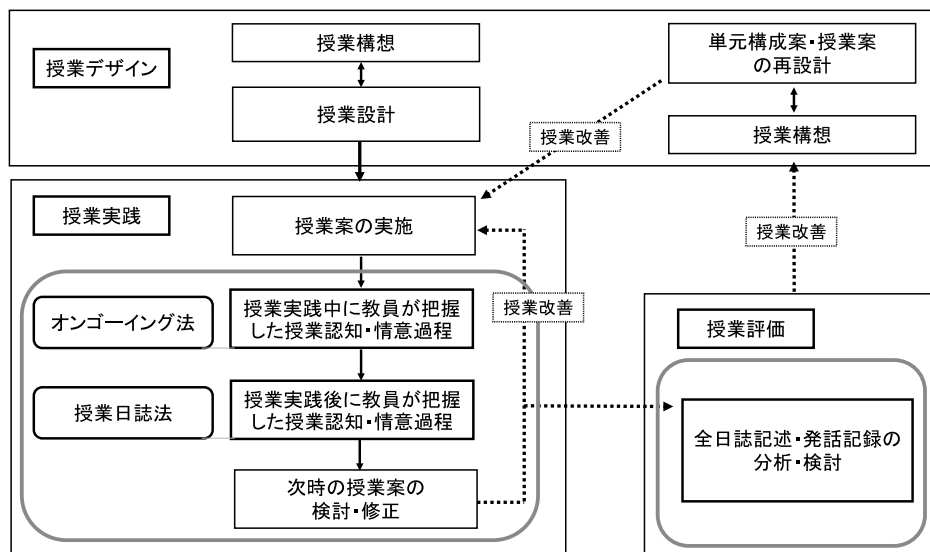 授業デザイン
授業構想
授業設計
単元構成案・授業案
の再設計
授業構想
授業改善
授業改善
授業実践
授業案の実施
授業改善
オンゴーイング法
授業実践中に教員が把握
した授業認知・情意過程
授業日誌法
授業実践後に教員が把握
した授業認知・情意過程
次時の授業案の
検討・修正
授業評価
全日誌記述・発話記録の
分析・検討